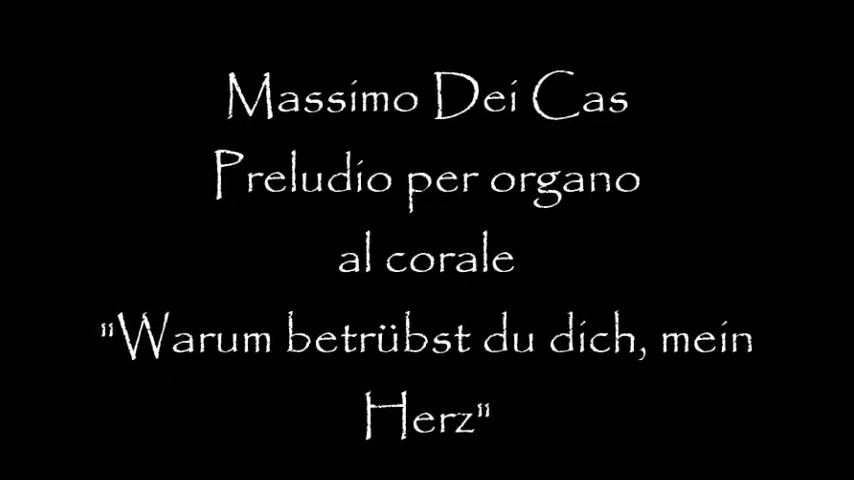 Massimo Dei Cas
Preludio per organo
al corale
"Warum betrübst du dich, mein
Herz"